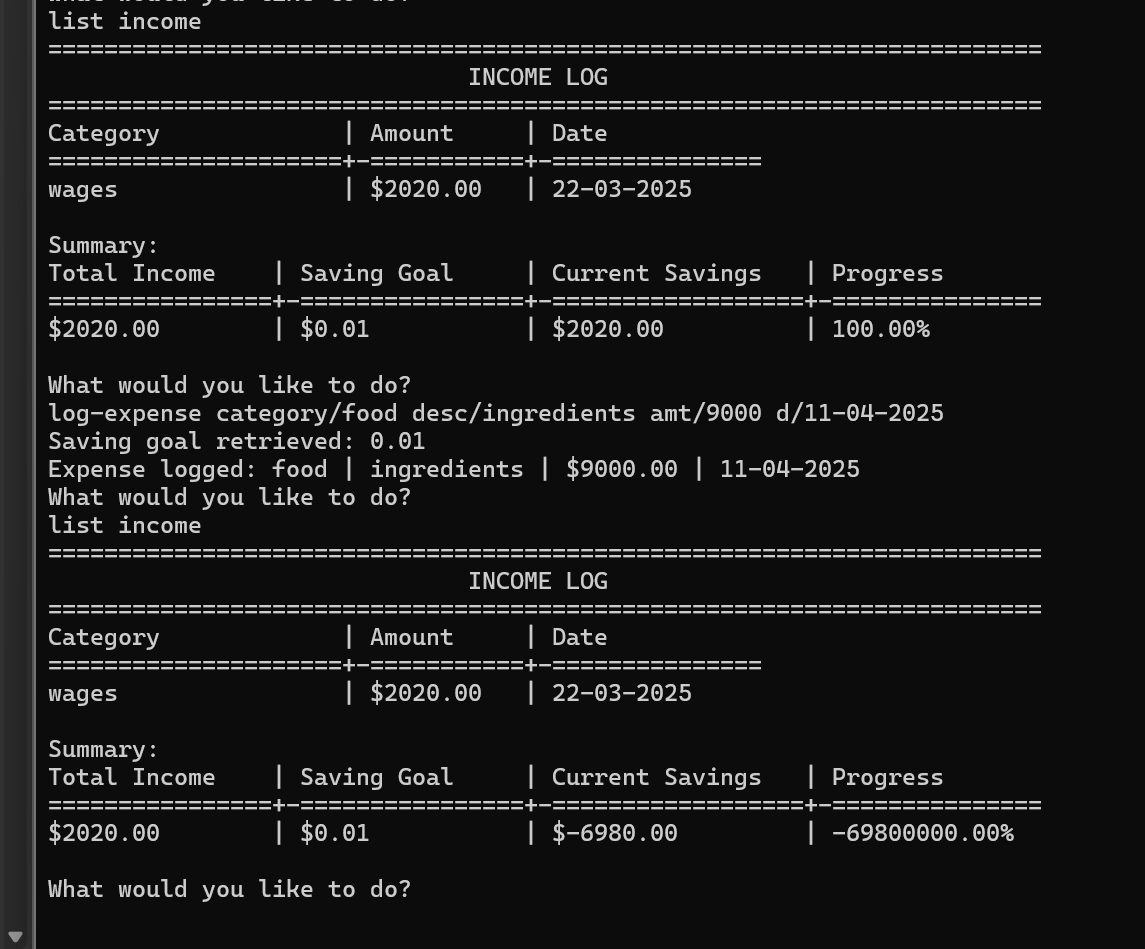 list income
=======================================================================
                              INCOME LOG
=======================================================================
Category             | Amount     | Date
=====================+-===========+-===============
wages                | $2020.00   | 22-03-2025
Summary:
Total Income    | Saving Goal     | Current Savings   | Progress
================+-================+-==================+-===============
$2020.00        | $0.01           | $2020.00          | 100.00%
What would you like to do?
log-expense category/food desc/ingredients amt/9000 d/11-04-2025
Saving goal retrieved: 0.01
Expense logged: food | ingredients | $9000.00 | 11-04-2025
What would you like to do?
list income
=======================================================================
                              INCOME LOG
=======================================================================
Category             | Amount     | Date
=====================+-===========+-===============
wages                | $2020.00   | 22-03-2025
Summary:
Total Income    | Saving Goal     | Current Savings   | Progress
================+-================+-==================+-===============
$2020.00        | $0.01           | $-6980.00         | -69800000.00%
What would you like to do?